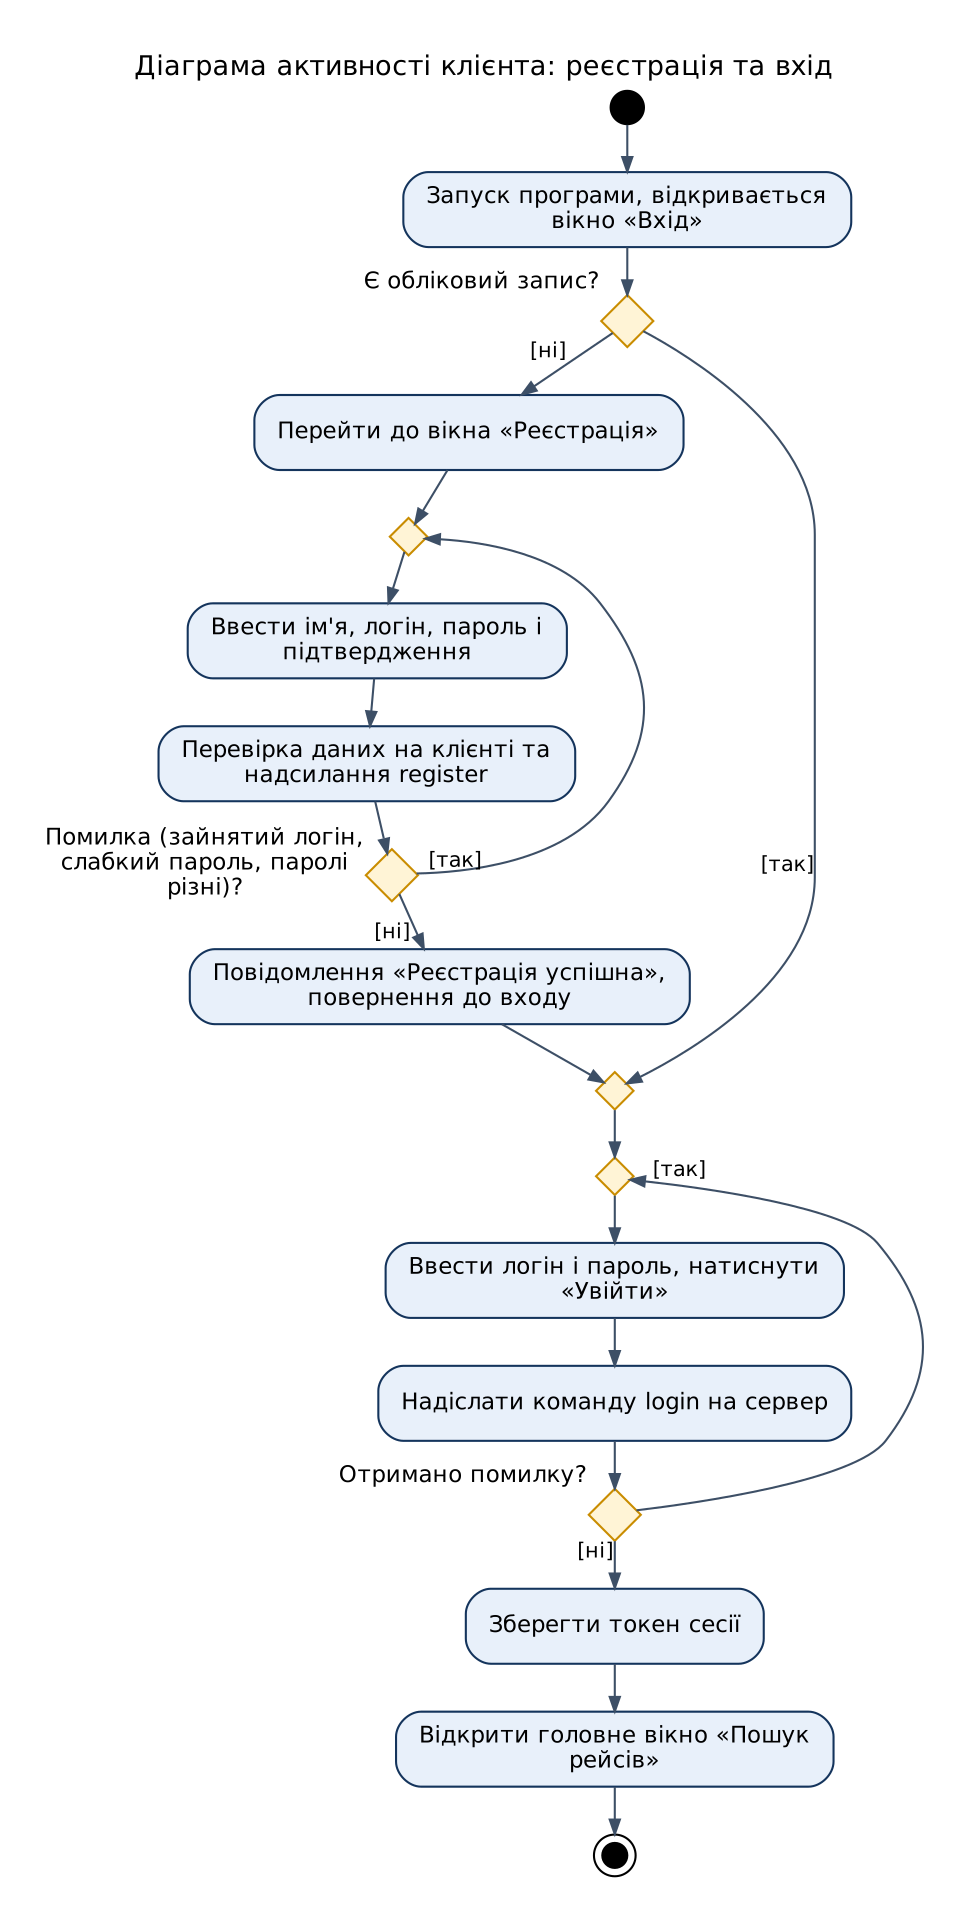 Діаграма активності клієнта: реєстрація та вхід
Запуск програми, відкривається
вікно «Вхід»
Є обліковий запис?
[ні]
Перейти до вікна «Реєстрація»
Ввести ім'я, логін, пароль і
підтвердження
Перевірка даних на клієнті та
надсилання register
Помилка (зайнятий логін,
слабкий пароль, паролі
різні)?
[так]
[так]
[ні]
Повідомлення «Реєстрація успішна»,
повернення до входу
[так]
Ввести логін і пароль, натиснути
«Увійти»
Надіслати команду login на сервер
Отримано помилку?
[ні]
Зберегти токен сесії
Відкрити головне вікно «Пошук
рейсів»